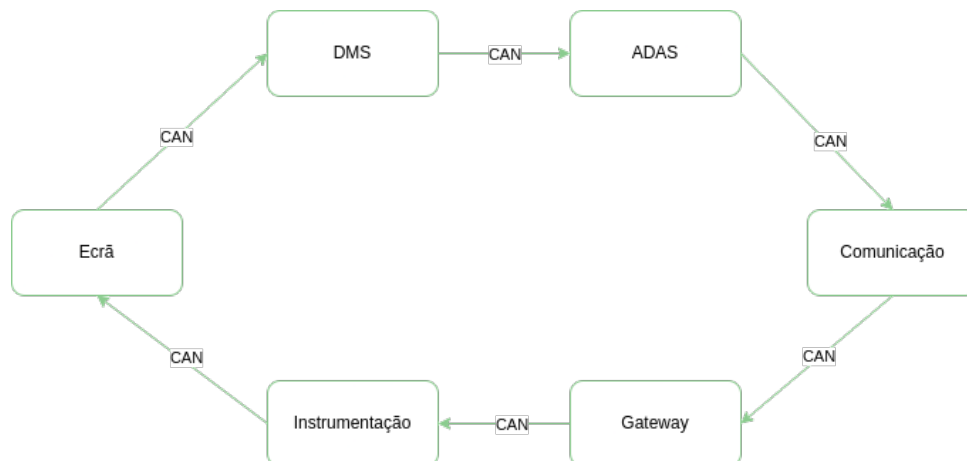 DMS
CAN
ADAS
CAN
CAN
Ecrã
Comunicação
CAN
CAN
Instrumentação
CAN
Gateway